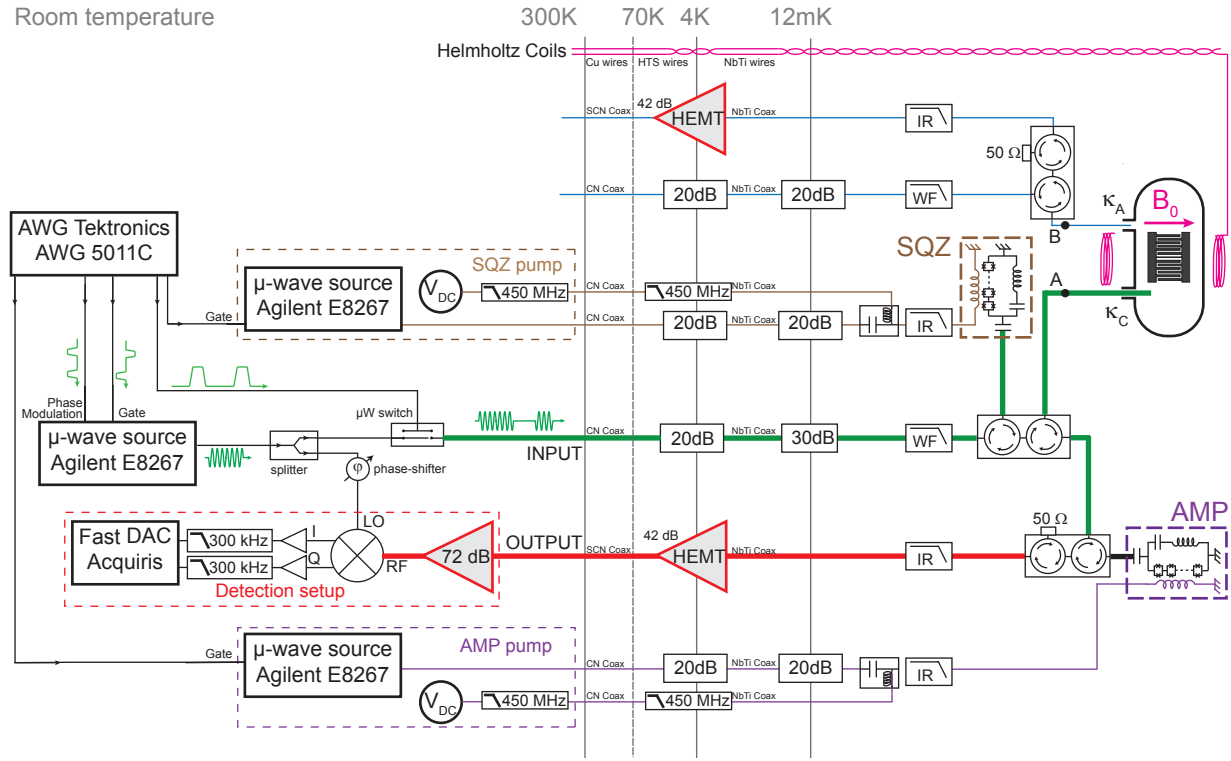 Room temperature
300K
70K
4K
12mK
Helmholtz Coils
Cu wires
HTS wires
NbTi wires
SCN Coax
42 dB
HEMT
NbTi Coax
IR
50 Ω
CN Coax
20dB
NbTi Coax
20dB
WF
κA
B0
B
A
κC
AWG Tektronics
AWG 5011C
SQZ pump
μ-wave source
Agilent E8267
VDC
450 MHz
CN Coax
450 MHz
NbTi Coax
SQZ
Gate
CN Coax
20dB
NbTi Coax
20dB
IR
Phase
Modulation
Gate
μW switch
μ-wave source
Agilent E8267
splitter
φ
phase-shifter
INPUT
CN Coax
20dB
NbTi Coax
30dB
WF
Fast DAC
Acquiris
300 kHz
300 kHz
I
Q
LO
RF
72 dB
OUTPUT
Detection setup
SCN Coax
42 dB
HEMT
NbTi Coax
IR
50 Ω
AMP
Gate
μ-wave source
Agilent E8267
AMP pump
CN Coax
20dB
NbTi Coax
20dB
IR
VDC
450 MHz
CN Coax
450 MHz
NbTi Coax